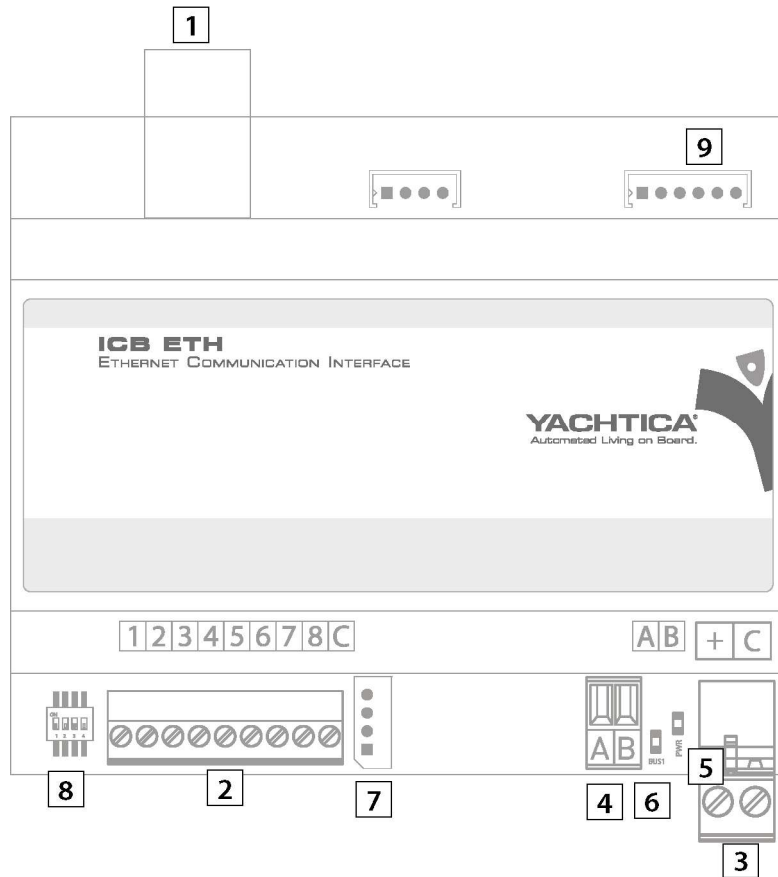 1
9
ICB ETH
ETHERNET COMMUNICATION INTERFACE
YACHTICA®
Automated Living on Board.
1 2 3 4 5 6 7 8 C
A B
+ C
ON
1 2 3 4
A B
BUS1
PWR
8
2
7
4
6
5
3